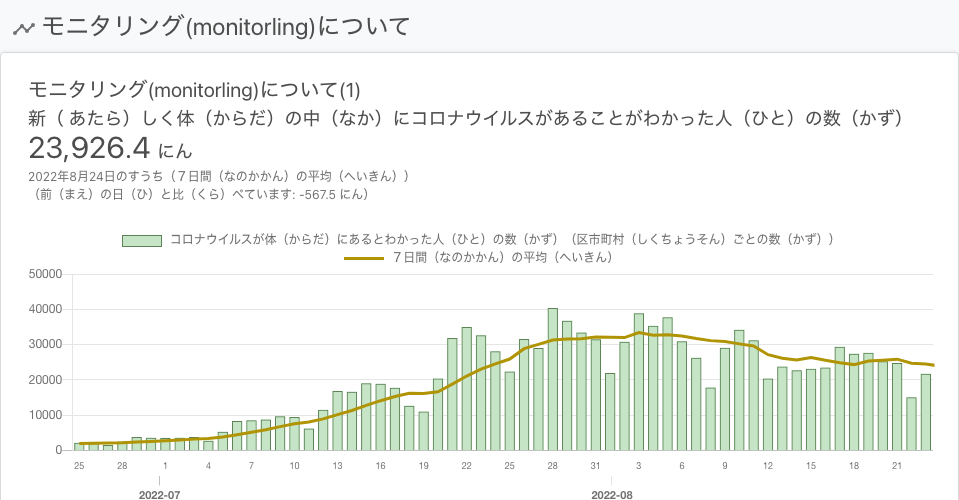 モニタリング(monitorling)について
モニタリング(monitorling)について(1)
新（ あたら）しく体（からだ）の中（なか）にコロナウイルスがあることがわかった人（ひと）の数（かず）
23,926.4 にん
2022年8月24日のすうち（７日間（なのかかん）の平均（へいきん））
（前（まえ）の日（ひ）と比（くら）べています: -567.5 にん）
コロナウイルスが体（からだ）にあるとわかった人（ひと）の数（かず）（区市町村（しくちょうそん）ごとの数（かず））
７日間（なのかかん）の平均（へいきん）
50000
40000
30000
20000
10000
0
25 28 1 4 7 10 13 16 19 22 25 28 31 3 6 9 12 15 18 21
2022-07 2022-08